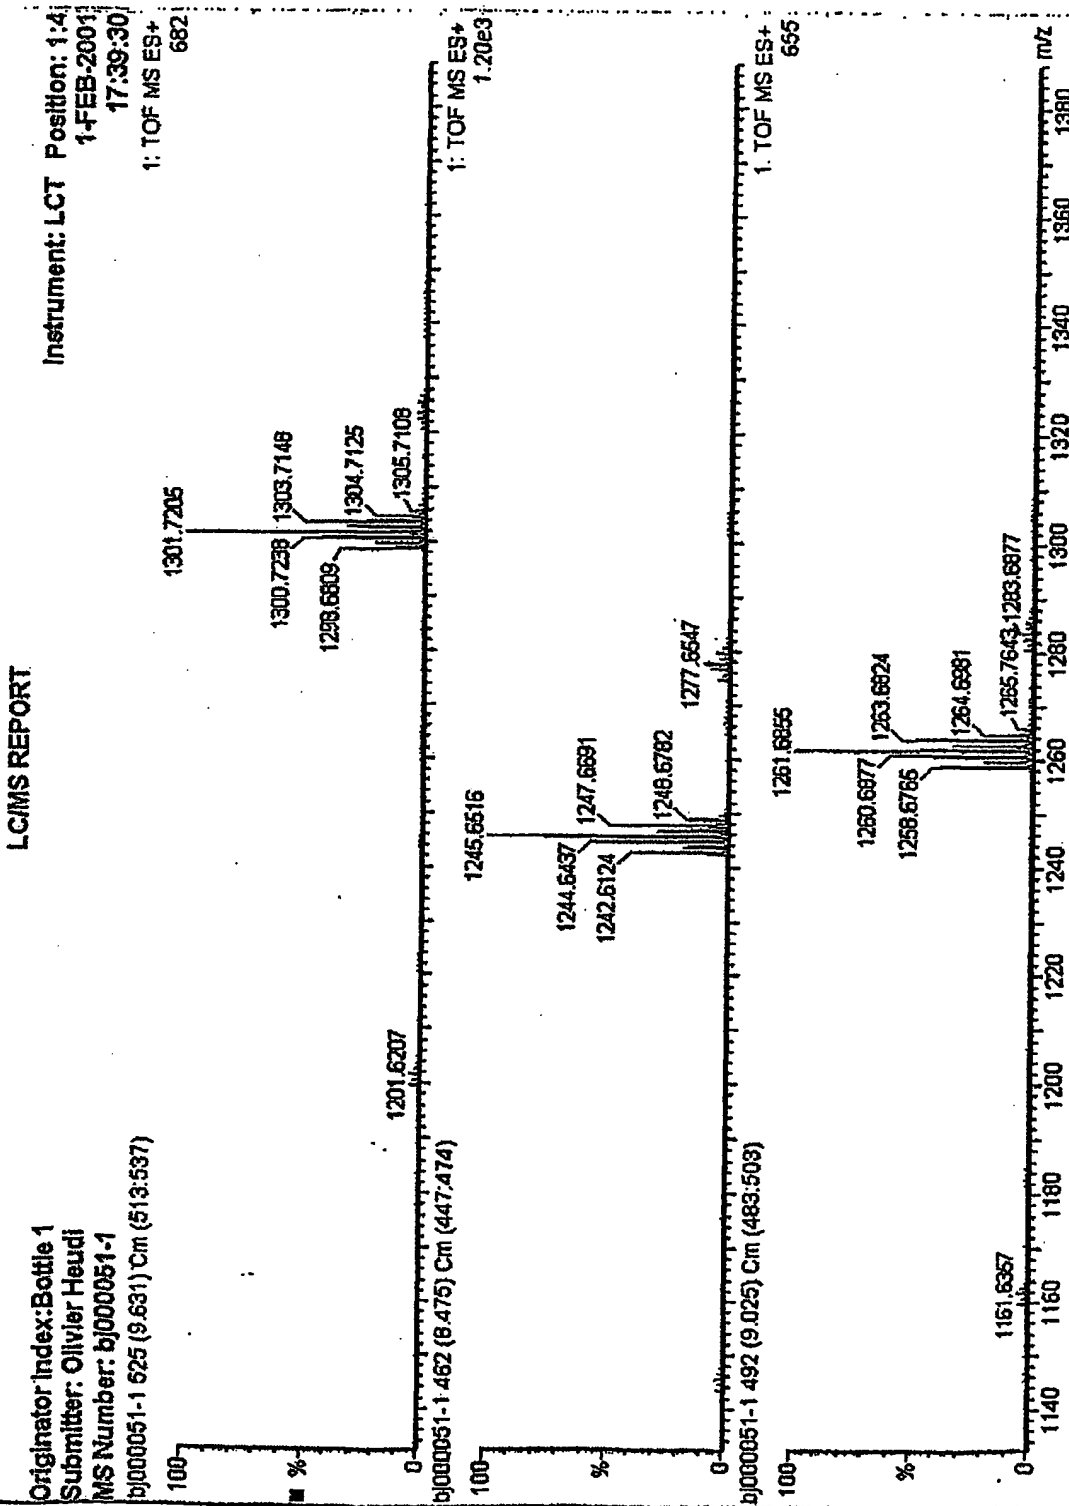 LC/MS REPORT
Originator Index:Bottle 1
Instrument: LCT Position: 1:4
Submitter: Olivier Heudi
1-FEB-2001
MS Number: bj000051-1
17:39:30
bj000051-1 525 (9.631) Cm (513:537)
1: TOF MS ES+
682
100
%
0
1201.6207
1298.6809
1300.7238
1301.7205
1303.7148
1304.7125
1305.7108
bj000051-1 462 (8.475) Cm (447:474)
1: TOF MS ES+
1.20e3
100
%
0
1242.6124
1244.6437
1245.6516
1247.6691
1248.6782
1277.6547
bj000051-1 492 (9.025) Cm (483:503)
1. TOF MS ES+
655
100
%
0
1161.6357
1258.6765
1260.6877
1261.6855
1263.6824
1264.6981
1265.7643
1283.6877
1140 1160 1180 1200 1220 1240 1260 1280 1300 1320 1340 1360 1380 m/z